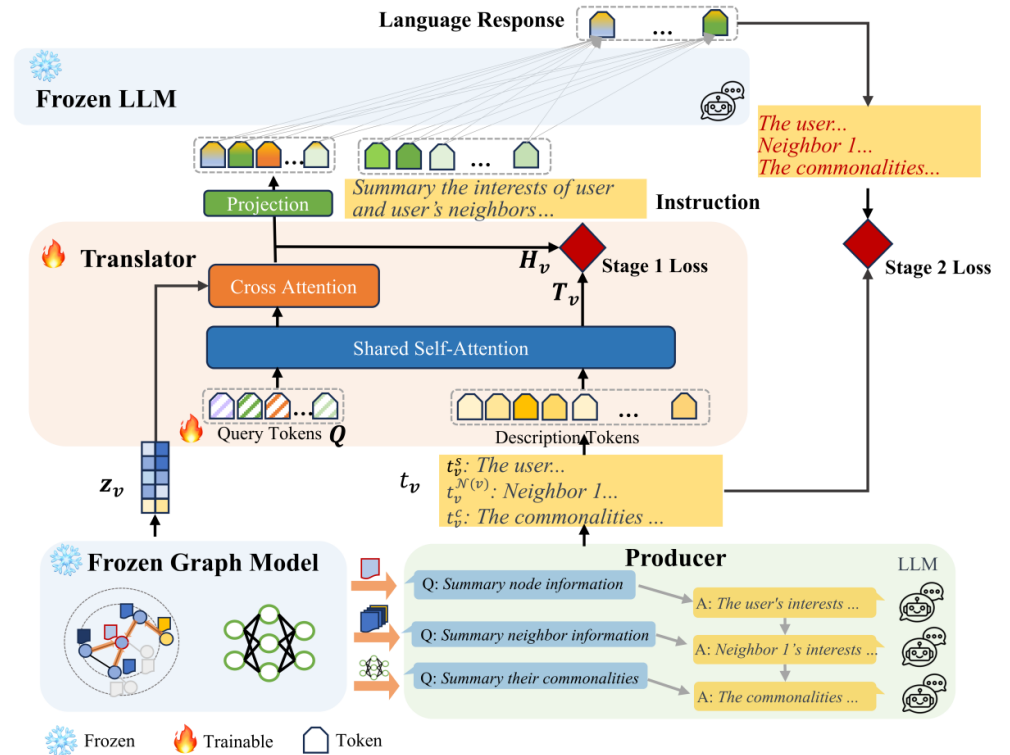 Language Response
...
Frozen LLM
The user...
Neighbor 1...
The commonalities...
...
...
Projection
Summary the interests of user
and user's neighbors...
Instruction
Translator
H_v
Stage 1 Loss
Stage 2 Loss
Cross Attention
T_v
Shared Self-Attention
...
...
Query Tokens Q
Description Tokens
z_v
t_v
t_v^s: The user...
t_v^{N(v)}: Neighbor 1...
t_v^c: The commonalities ...
Frozen Graph Model
Producer
LLM
Q: Summary node information
A: The user's interests ...
Q: Summary neighbor information
A: Neighbor 1's interests ...
Q: Summary their commonalities
A: The commonalities ...
Frozen
Trainable
Token